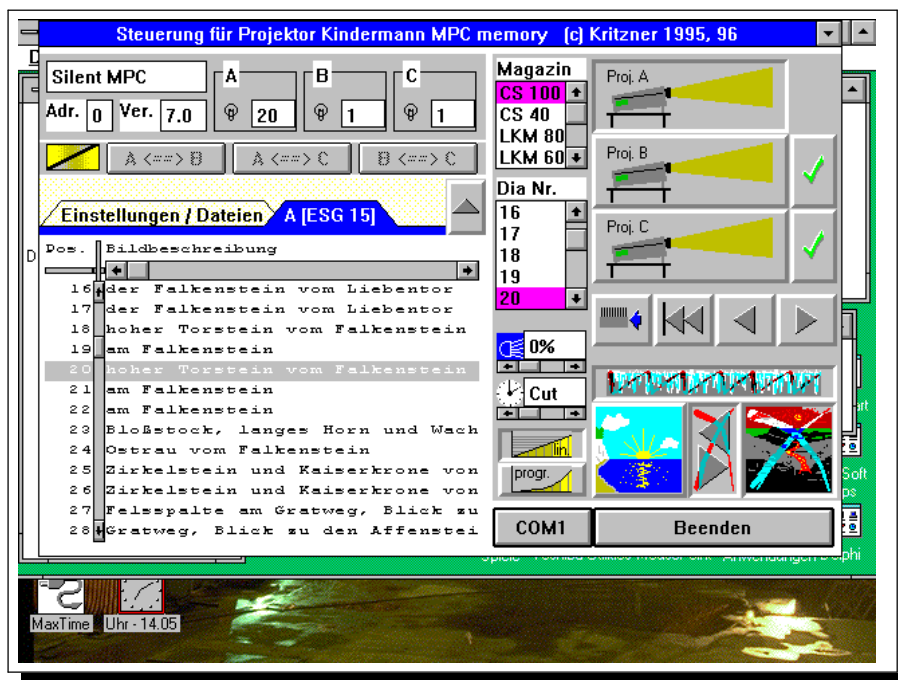 Steuerung für Projektor Kindermann MPC memory (c) Kritzner 1995, 96
Silent MPC
A
B
C
Adr. 0 Ver. 7.0
20
1
1
A <==> B
A <==> C
B <==> C
Einstellungen / Dateien
A [ESG 15]
Pos. Bildbeschreibung
16 der Falkenstein vom Liebentor
17 der Falkenstein vom Liebentor
18 hoher Torstein vom Falkenstein
19 am Falkenstein
20 hoher Torstein vom Falkenstein
21 am Falkenstein
22 am Falkenstein
23 Bloßstock, langes Horn und Wach
24 Ostrau vom Falkenstein
25 Zirkelstein und Kaiserkrone von
26 Zirkelstein und Kaiserkrone von
27 Felsspalte am Gratweg, Blick zu
28 Gratweg, Blick zu den Affenstei
Magazin
CS 100
CS 40
LKM 80
LKM 60
Dia Nr.
16
17
18
19
20
0%
Cut
lin.
progr.
Proj. A
Proj. B
Proj. C
COM1
Beenden
D
art
Soft
ps
phi
MaxTime
Uhr - 14.05